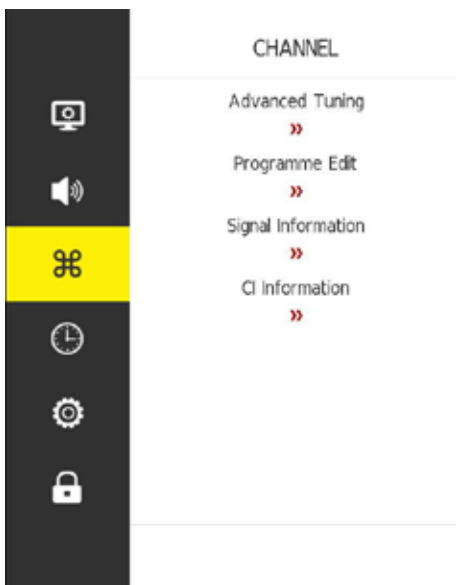 CHANNEL
Advanced Tuning
»
Programme Edit
»
Signal Information
»
CI Information
»